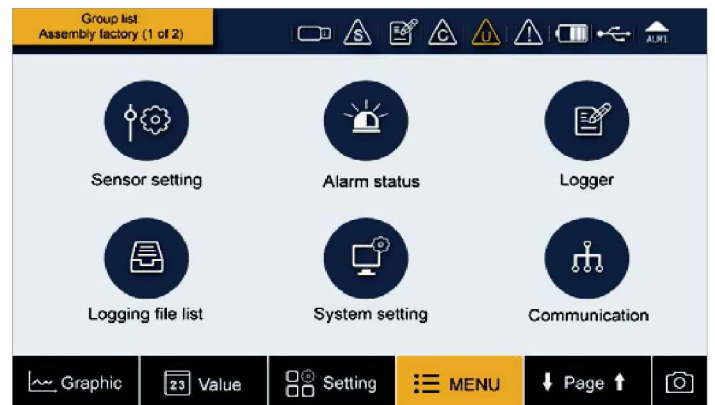 Group list
Assembly factory (1 of 2)
S
C
U
ALM1
Sensor setting
Alarm status
Logger
Logging file list
System setting
Communication
Graphic
23 Value
Setting
MENU
Page